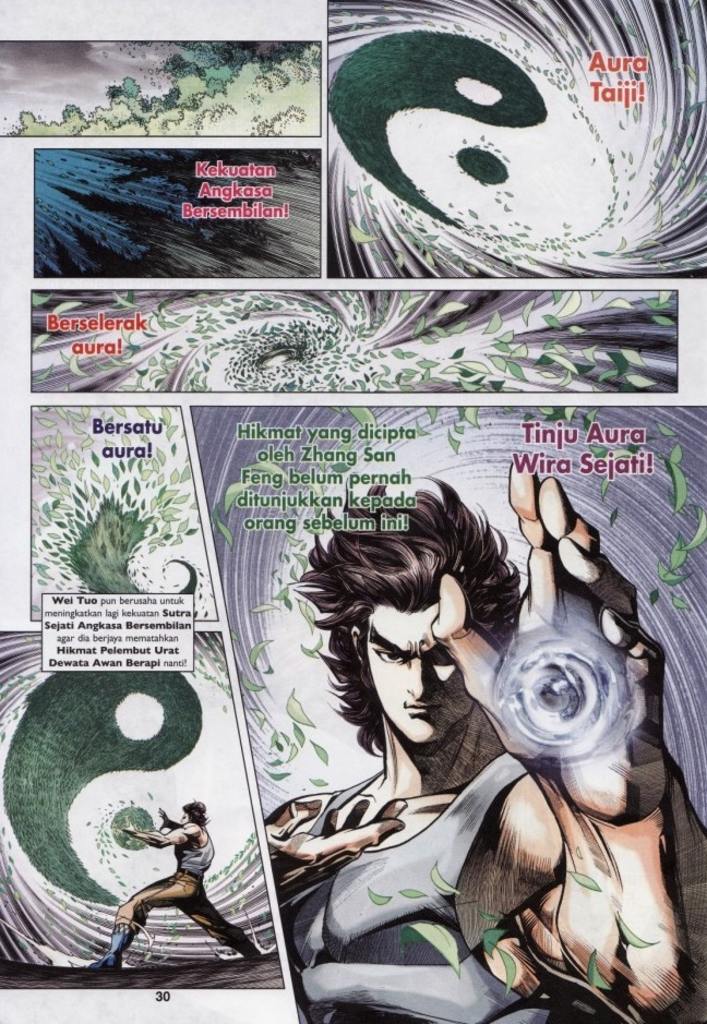 Aura
Taiji!
Kekuatan
Angkasa
Bersembilan!
Berselerak
aura!
Bersatu
aura!
Hikmat yang dicipta
oleh Zhang San
Feng belum pernah
ditunjukkan kepada
orang sebelum ini!
Tinju Aura
Wira Sejati!
Wei Tuo pun berusaha untuk
meningkatkan lagi kekuatan Sutra
Sejati Angkasa Bersembilan
agar dia berjaya mematahkan
Hikmat Pelembut Urat
Dewata Awan Berapi nanti!
30